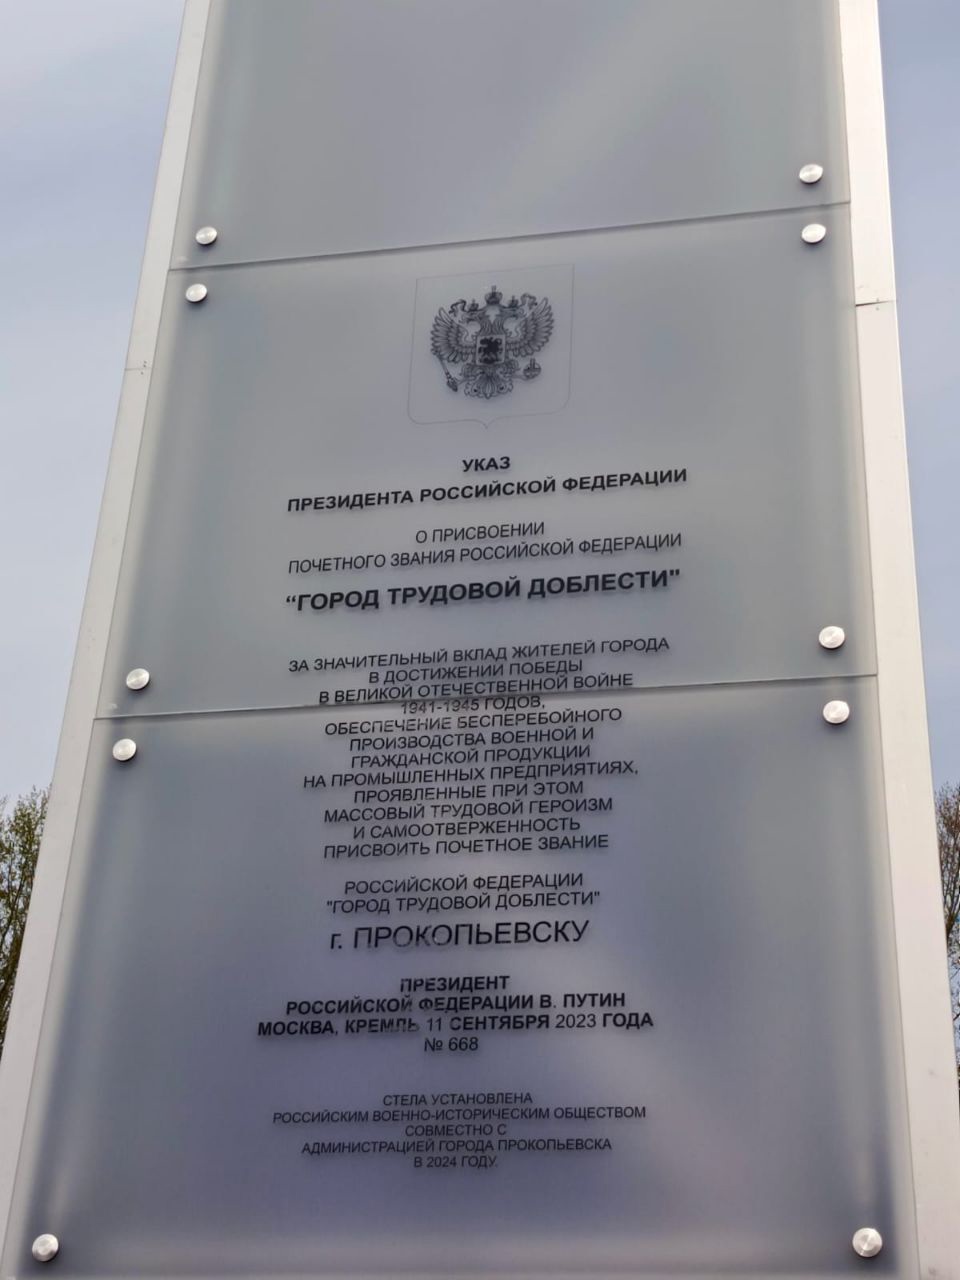 УКАЗ
ПРЕЗИДЕНТА РОССИЙСКОЙ ФЕДЕРАЦИИ
О ПРИСВОЕНИИ
ПОЧЕТНОГО ЗВАНИЯ РОССИЙСКОЙ ФЕДЕРАЦИИ
“ГОРОД ТРУДОВОЙ ДОБЛЕСТИ"
ЗА ЗНАЧИТЕЛЬНЫЙ ВКЛАД ЖИТЕЛЕЙ ГОРОДА
В ДОСТИЖЕНИИ ПОБЕДЫ
В ВЕЛИКОЙ ОТЕЧЕСТВЕННОЙ ВОЙНЕ
1941-1945 ГОДОВ,
ОБЕСПЕЧЕНИЕ БЕСПЕРЕБОЙНОГО
ПРОИЗВОДСТВА ВОЕННОЙ И
ГРАЖДАНСКОЙ ПРОДУКЦИИ
НА ПРОМЫШЛЕННЫХ ПРЕДПРИЯТИЯХ,
ПРОЯВЛЕННЫЕ ПРИ ЭТОМ
МАССОВЫЙ ТРУДОВОЙ ГЕРОИЗМ
И САМООТВЕРЖЕННОСТЬ
ПРИСВОИТЬ ПОЧЕТНОЕ ЗВАНИЕ
РОССИЙСКОЙ ФЕДЕРАЦИИ
"ГОРОД ТРУДОВОЙ ДОБЛЕСТИ"
г. ПРОКОПЬЕВСКУ
ПРЕЗИДЕНТ
РОССИЙСКОЙ ФЕДЕРАЦИИ В. ПУТИН
МОСКВА, КРЕМЛЬ 11 СЕНТЯБРЯ 2023 ГОДА
№ 668
СТЕЛА УСТАНОВЛЕНА
РОССИЙСКИМ ВОЕННО-ИСТОРИЧЕСКИМ ОБЩЕСТВОМ
СОВМЕСТНО С
АДМИНИСТРАЦИЕЙ ГОРОДА ПРОКОПЬЕВСКА
В 2024 ГОДУ.